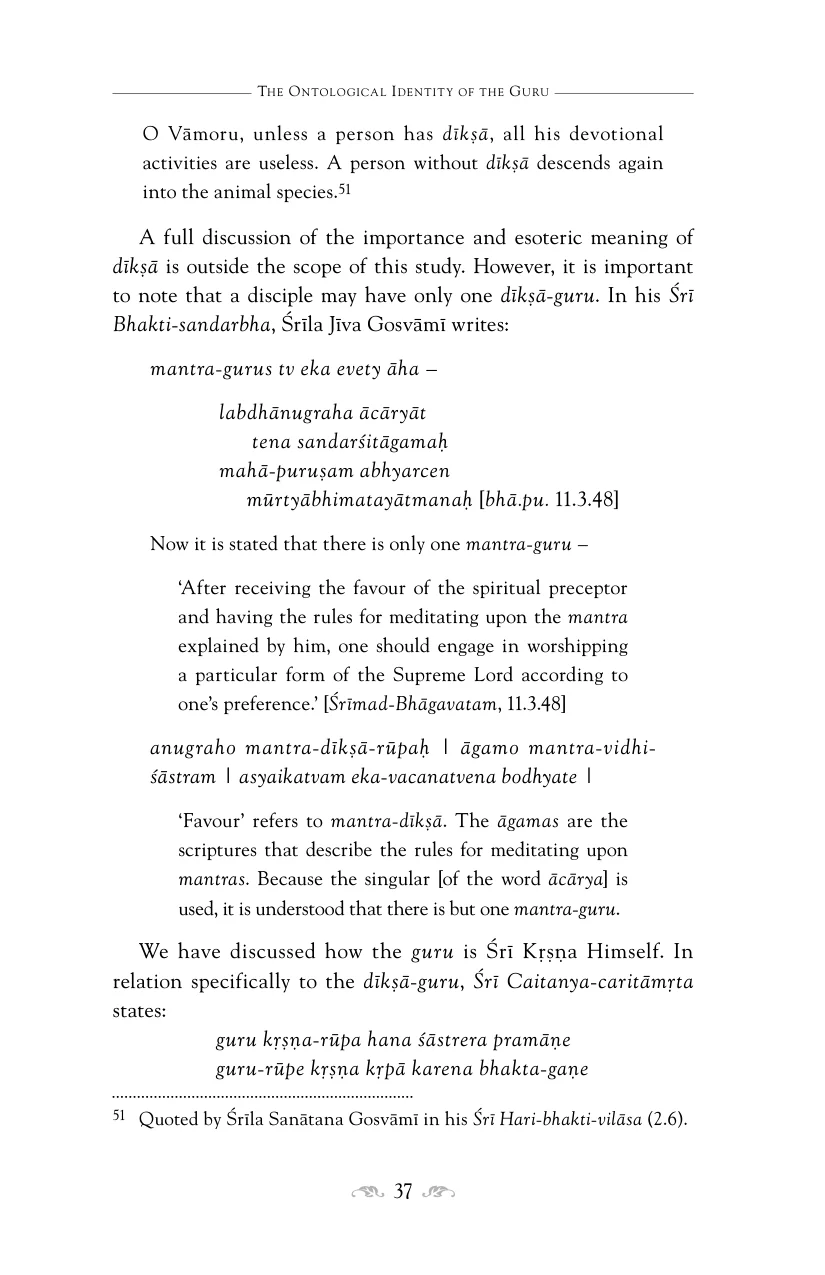 The Ontological Identity of the Guru
O Vāmoru, unless a person has dīkṣā, all his devotional
activities are useless. A person without dīkṣā descends again
into the animal species.51
A full discussion of the importance and esoteric meaning of
dīkṣā is outside the scope of this study. However, it is important
to note that a disciple may have only one dīkṣā-guru. In his Śrī
Bhakti-sandarbha, Śrīla Jīva Gosvāmī writes:
mantra-gurus tv eka evety āha –
labdhānugraha ācāryāt
tena sandarśitāgamaḥ
mahā-puruṣam abhyarcen
mūrtyābhimatayātmanaḥ [bhā.pu. 11.3.48]
Now it is stated that there is only one mantra-guru –
‘After receiving the favour of the spiritual preceptor
and having the rules for meditating upon the mantra
explained by him, one should engage in worshipping
a particular form of the Supreme Lord according to
one’s preference.’ [Śrīmad-Bhāgavatam, 11.3.48]
anugraho mantra-dīkṣā-rūpaḥ | āgamo mantra-vidhi-
śāstram | asyaikatvam eka-vacanatvena bodhyate |
‘Favour’ refers to mantra-dīkṣā. The āgamas are the
scriptures that describe the rules for meditating upon
mantras. Because the singular [of the word ācārya] is
used, it is understood that there is but one mantra-guru.
We have discussed how the guru is Śrī Kṛṣṇa Himself. In
relation specifically to the dīkṣā-guru, Śrī Caitanya-caritāmṛta
states:
guru kṛṣṇa-rūpa hana śāstrera pramāṇe
guru-rūpe kṛṣṇa kṛpā karena bhakta-gaṇe
51 Quoted by Śrīla Sanātana Gosvāmī in his Śrī Hari-bhakti-vilāsa (2.6).
37